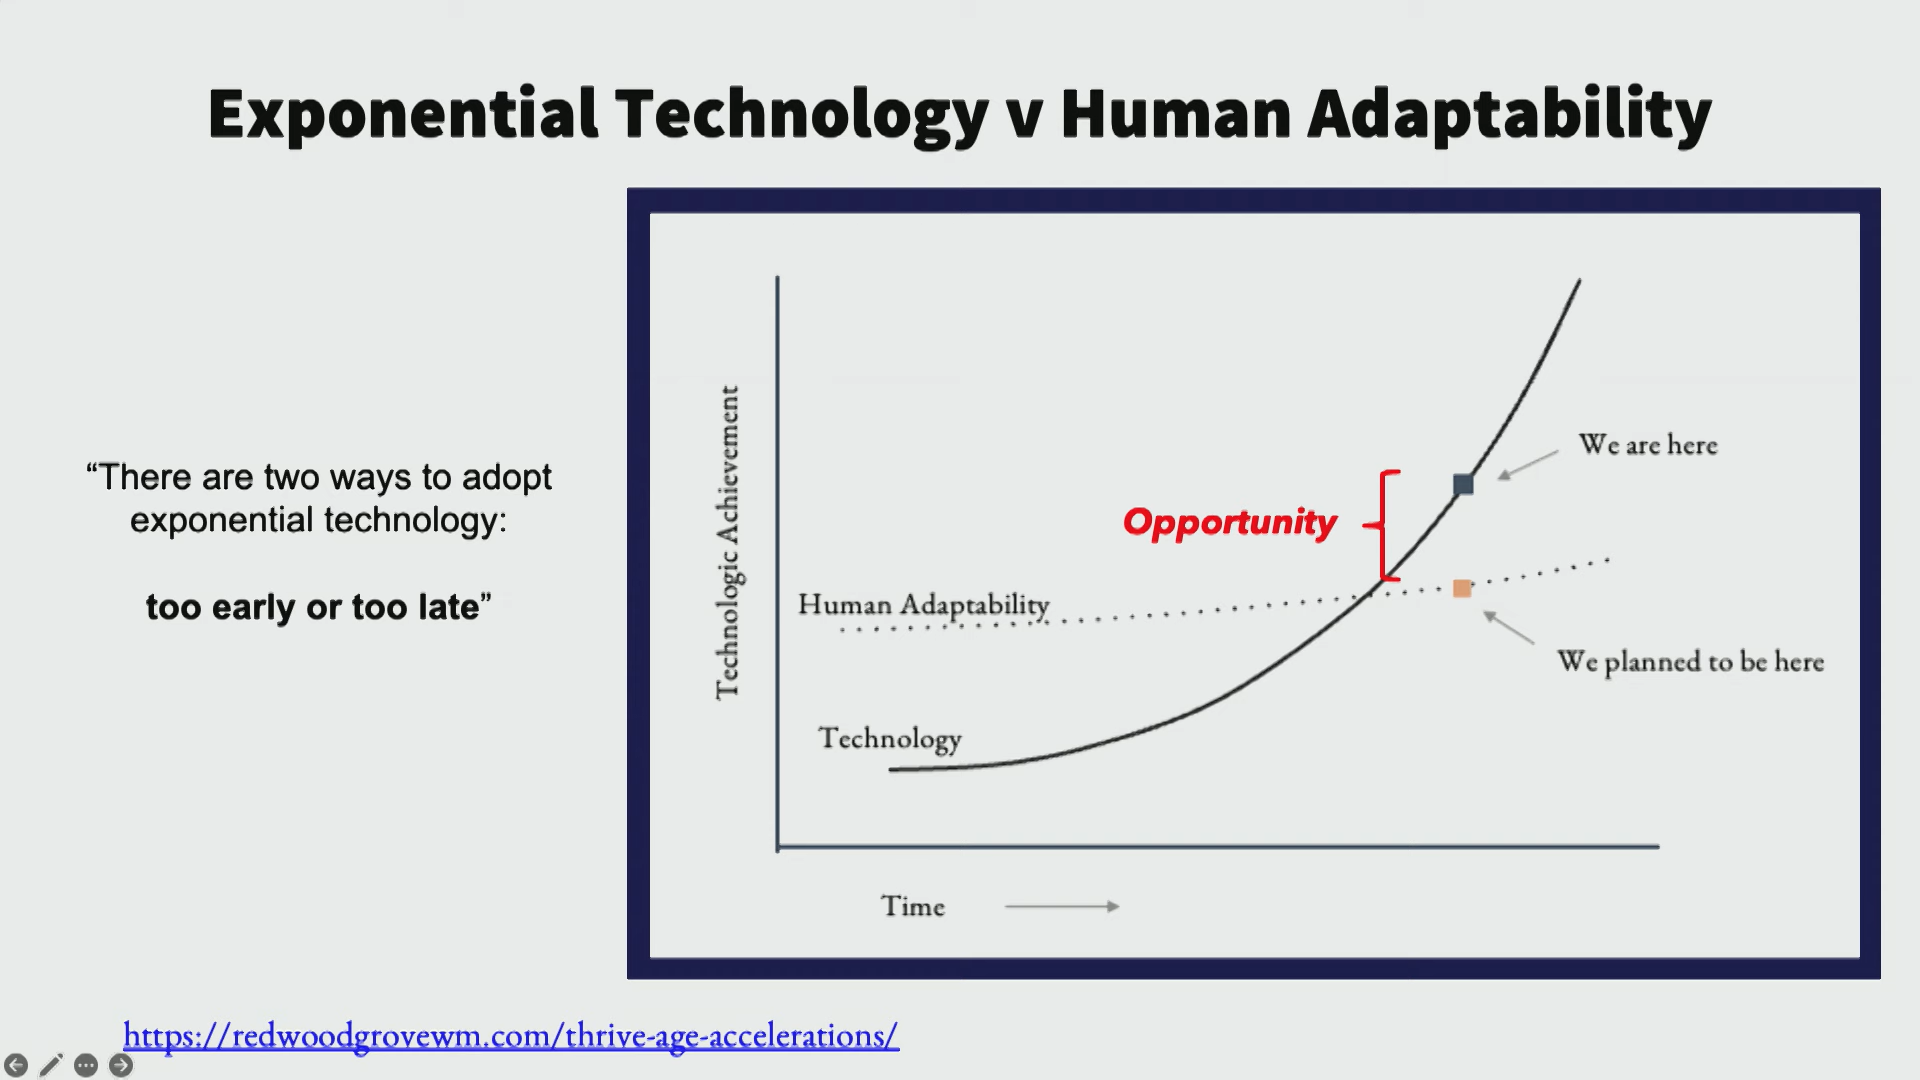 Exponential Technology v Human Adaptability
“There are two ways to adopt
exponential technology:
too early or too late”
Technologic Achievement
We are here
Opportunity
Human Adaptability
We planned to be here
Technology
Time
https://redwoodgrovewm.com/thrive-age-accelerations/